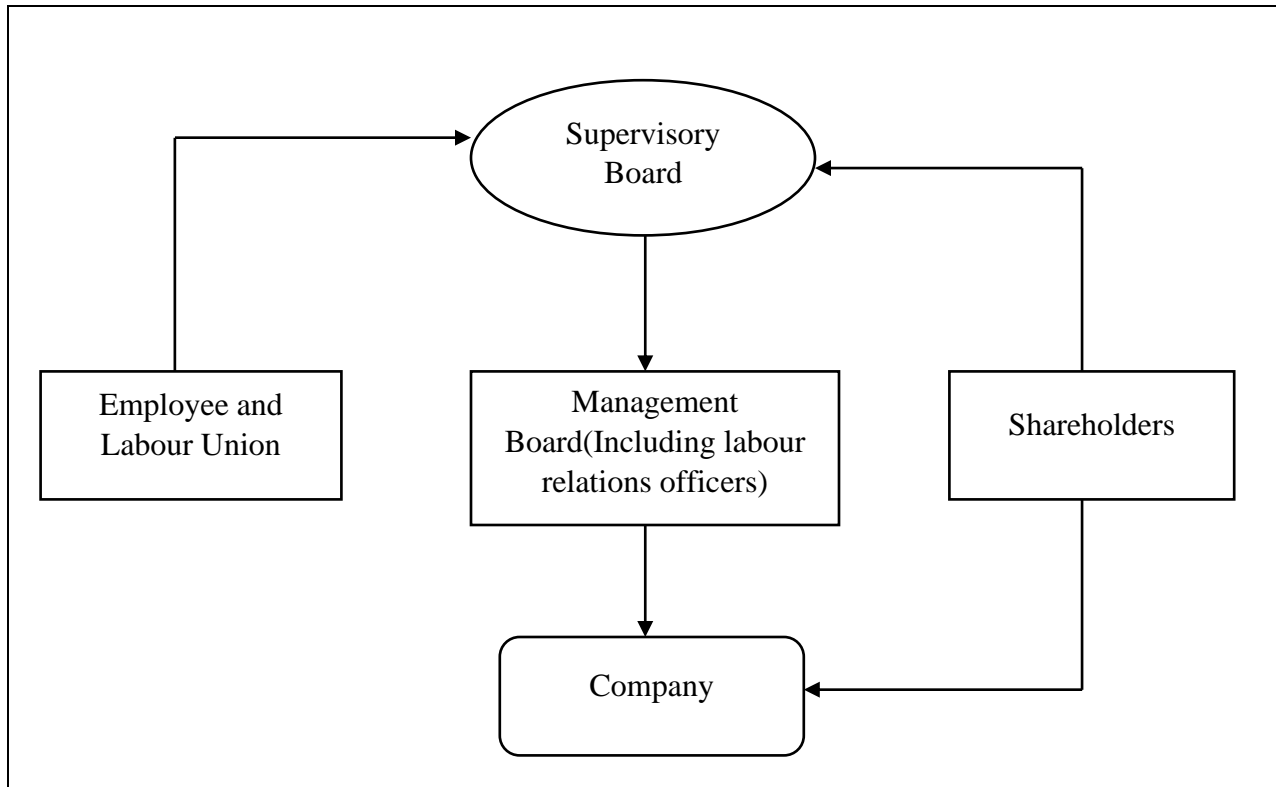 Supervisory
Board
Employee and
Labour Union
Management
Board(Including labour
relations officers)
Shareholders
Company